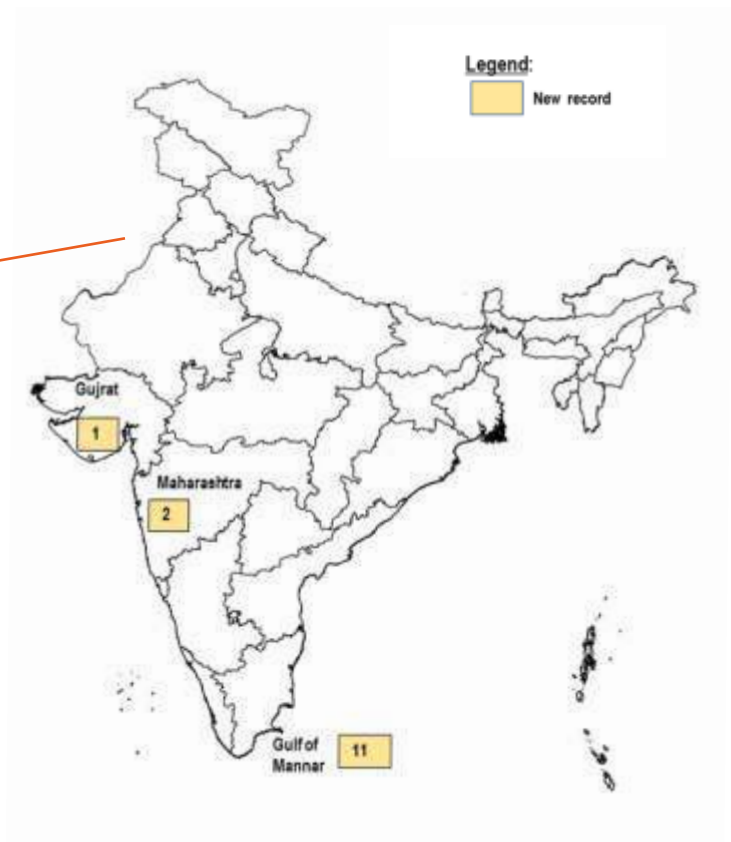 Legend:
New record
Gujrat
1
Maharashtra
2
Gulf of
Mannar
11